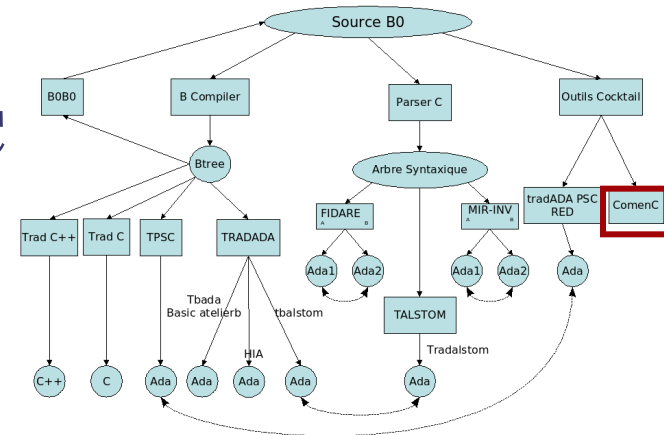 Source B0
B0B0
B Compiler
Parser C
Outils Cocktail
Btree
Arbre Syntaxique
Trad C++
Trad C
TPSC
TRADADA
FIDARE
A B
MIR-INV
A B
tradADA PSC
RED
ComenC
Ada1
Ada2
Ada1
Ada2
Ada
Tbada
Basic atelierb
tbalstom
TALSTOM
HIA
Tradalstom
C++
C
Ada
Ada
Ada
Ada
Ada